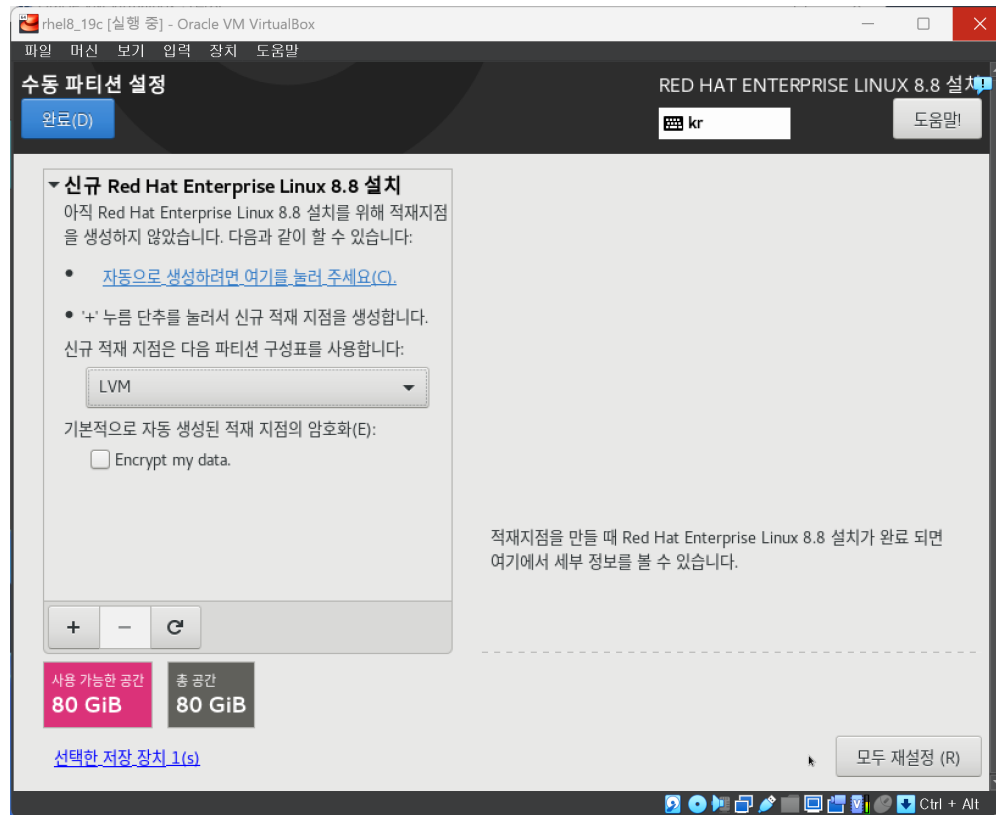 rhel8_19c [실행 중] - Oracle VM VirtualBox
파일 머신 보기 입력 장치 도움말
수동 파티션 설정
RED HAT ENTERPRISE LINUX 8.8 설치
완료(D)
kr
도움말!
신규 Red Hat Enterprise Linux 8.8 설치
아직 Red Hat Enterprise Linux 8.8 설치를 위해 적재지점
을 생성하지 않았습니다. 다음과 같이 할 수 있습니다:
• 자동으로 생성하려면 여기를 눌러 주세요(C).
• '+' 누름 단추를 눌러서 신규 적재 지점을 생성합니다.
신규 적재 지점은 다음 파티션 구성표를 사용합니다:
LVM
기본적으로 자동 생성된 적재 지점의 암호화(E):
Encrypt my data.
적재지점을 만들 때 Red Hat Enterprise Linux 8.8 설치가 완료 되면
여기에서 세부 정보를 볼 수 있습니다.
사용 가능한 공간
80 GiB
총 공간
80 GiB
선택한 저장 장치 1(s)
모두 재설정 (R)
Ctrl + Alt